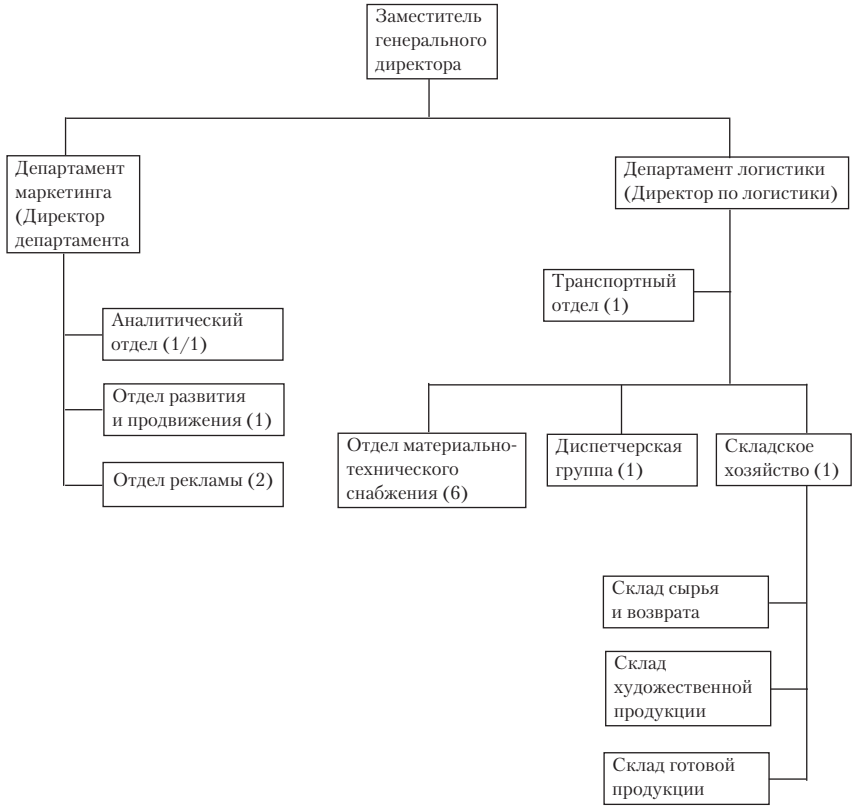 Заместитель
генерального
директора
Департамент
маркетинга
(Директор
департамента
Департамент логистики
(Директор по логистики)
Транспортный
отдел (1)
Аналитический
отдел (1/1)
Отдел развития
и продвижения (1)
Отдел рекламы (2)
Отдел материально-
технического
снабжения (6)
Диспетчерская
группа (1)
Складское
хозяйство (1)
Склад сырья
и возврата
Склад
художественной
продукции
Склад готовой
продукции